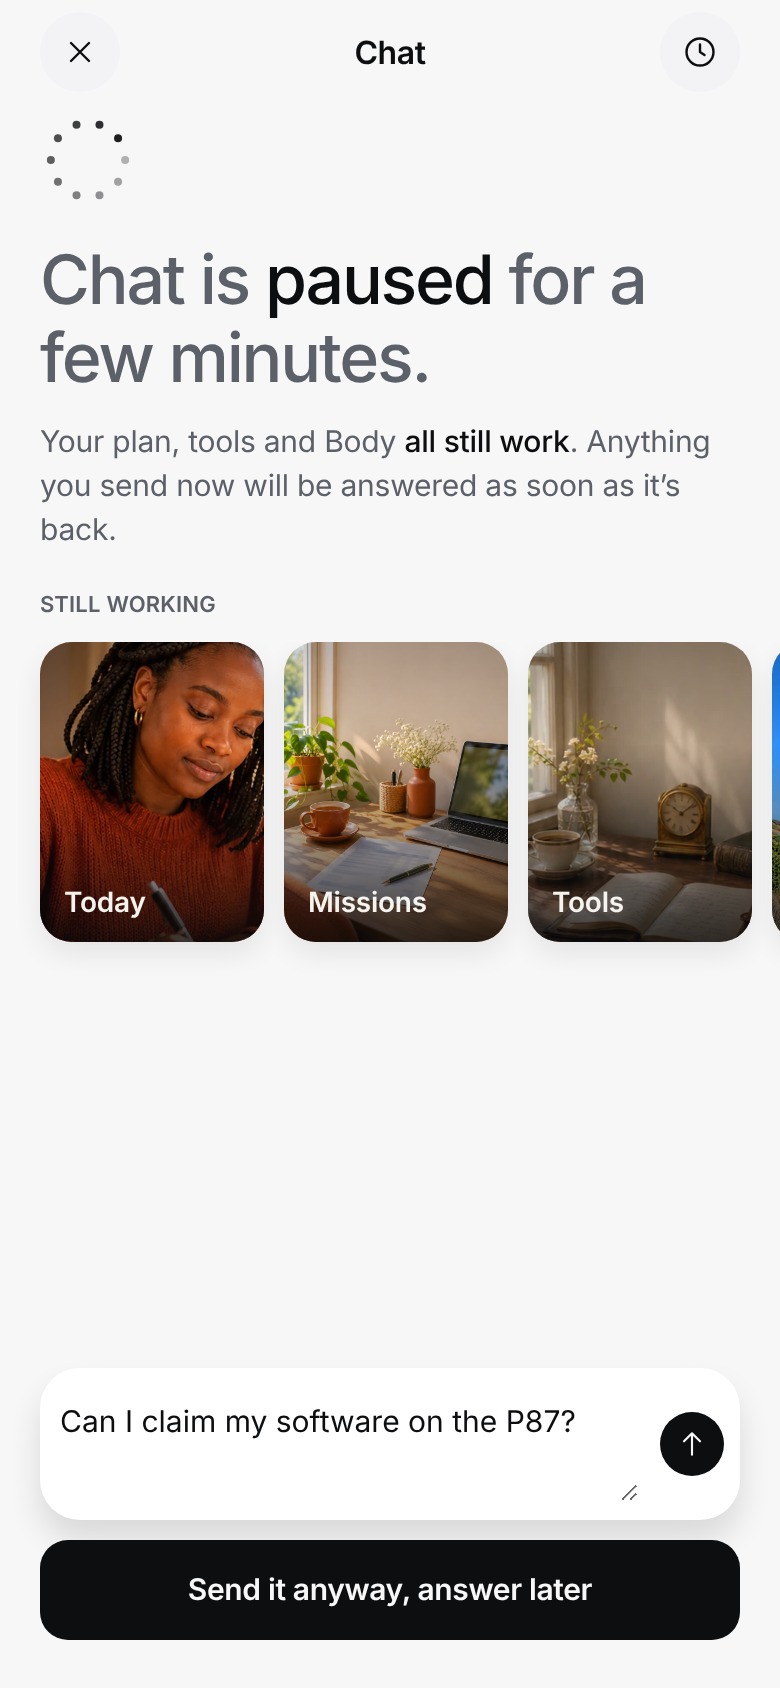 Chat
Chat is paused for a
few minutes.
Your plan, tools and Body all still work. Anything
you send now will be answered as soon as it’s
back.
STILL WORKING
Today
Missions
Tools
Can I claim my software on the P87?
Send it anyway, answer later